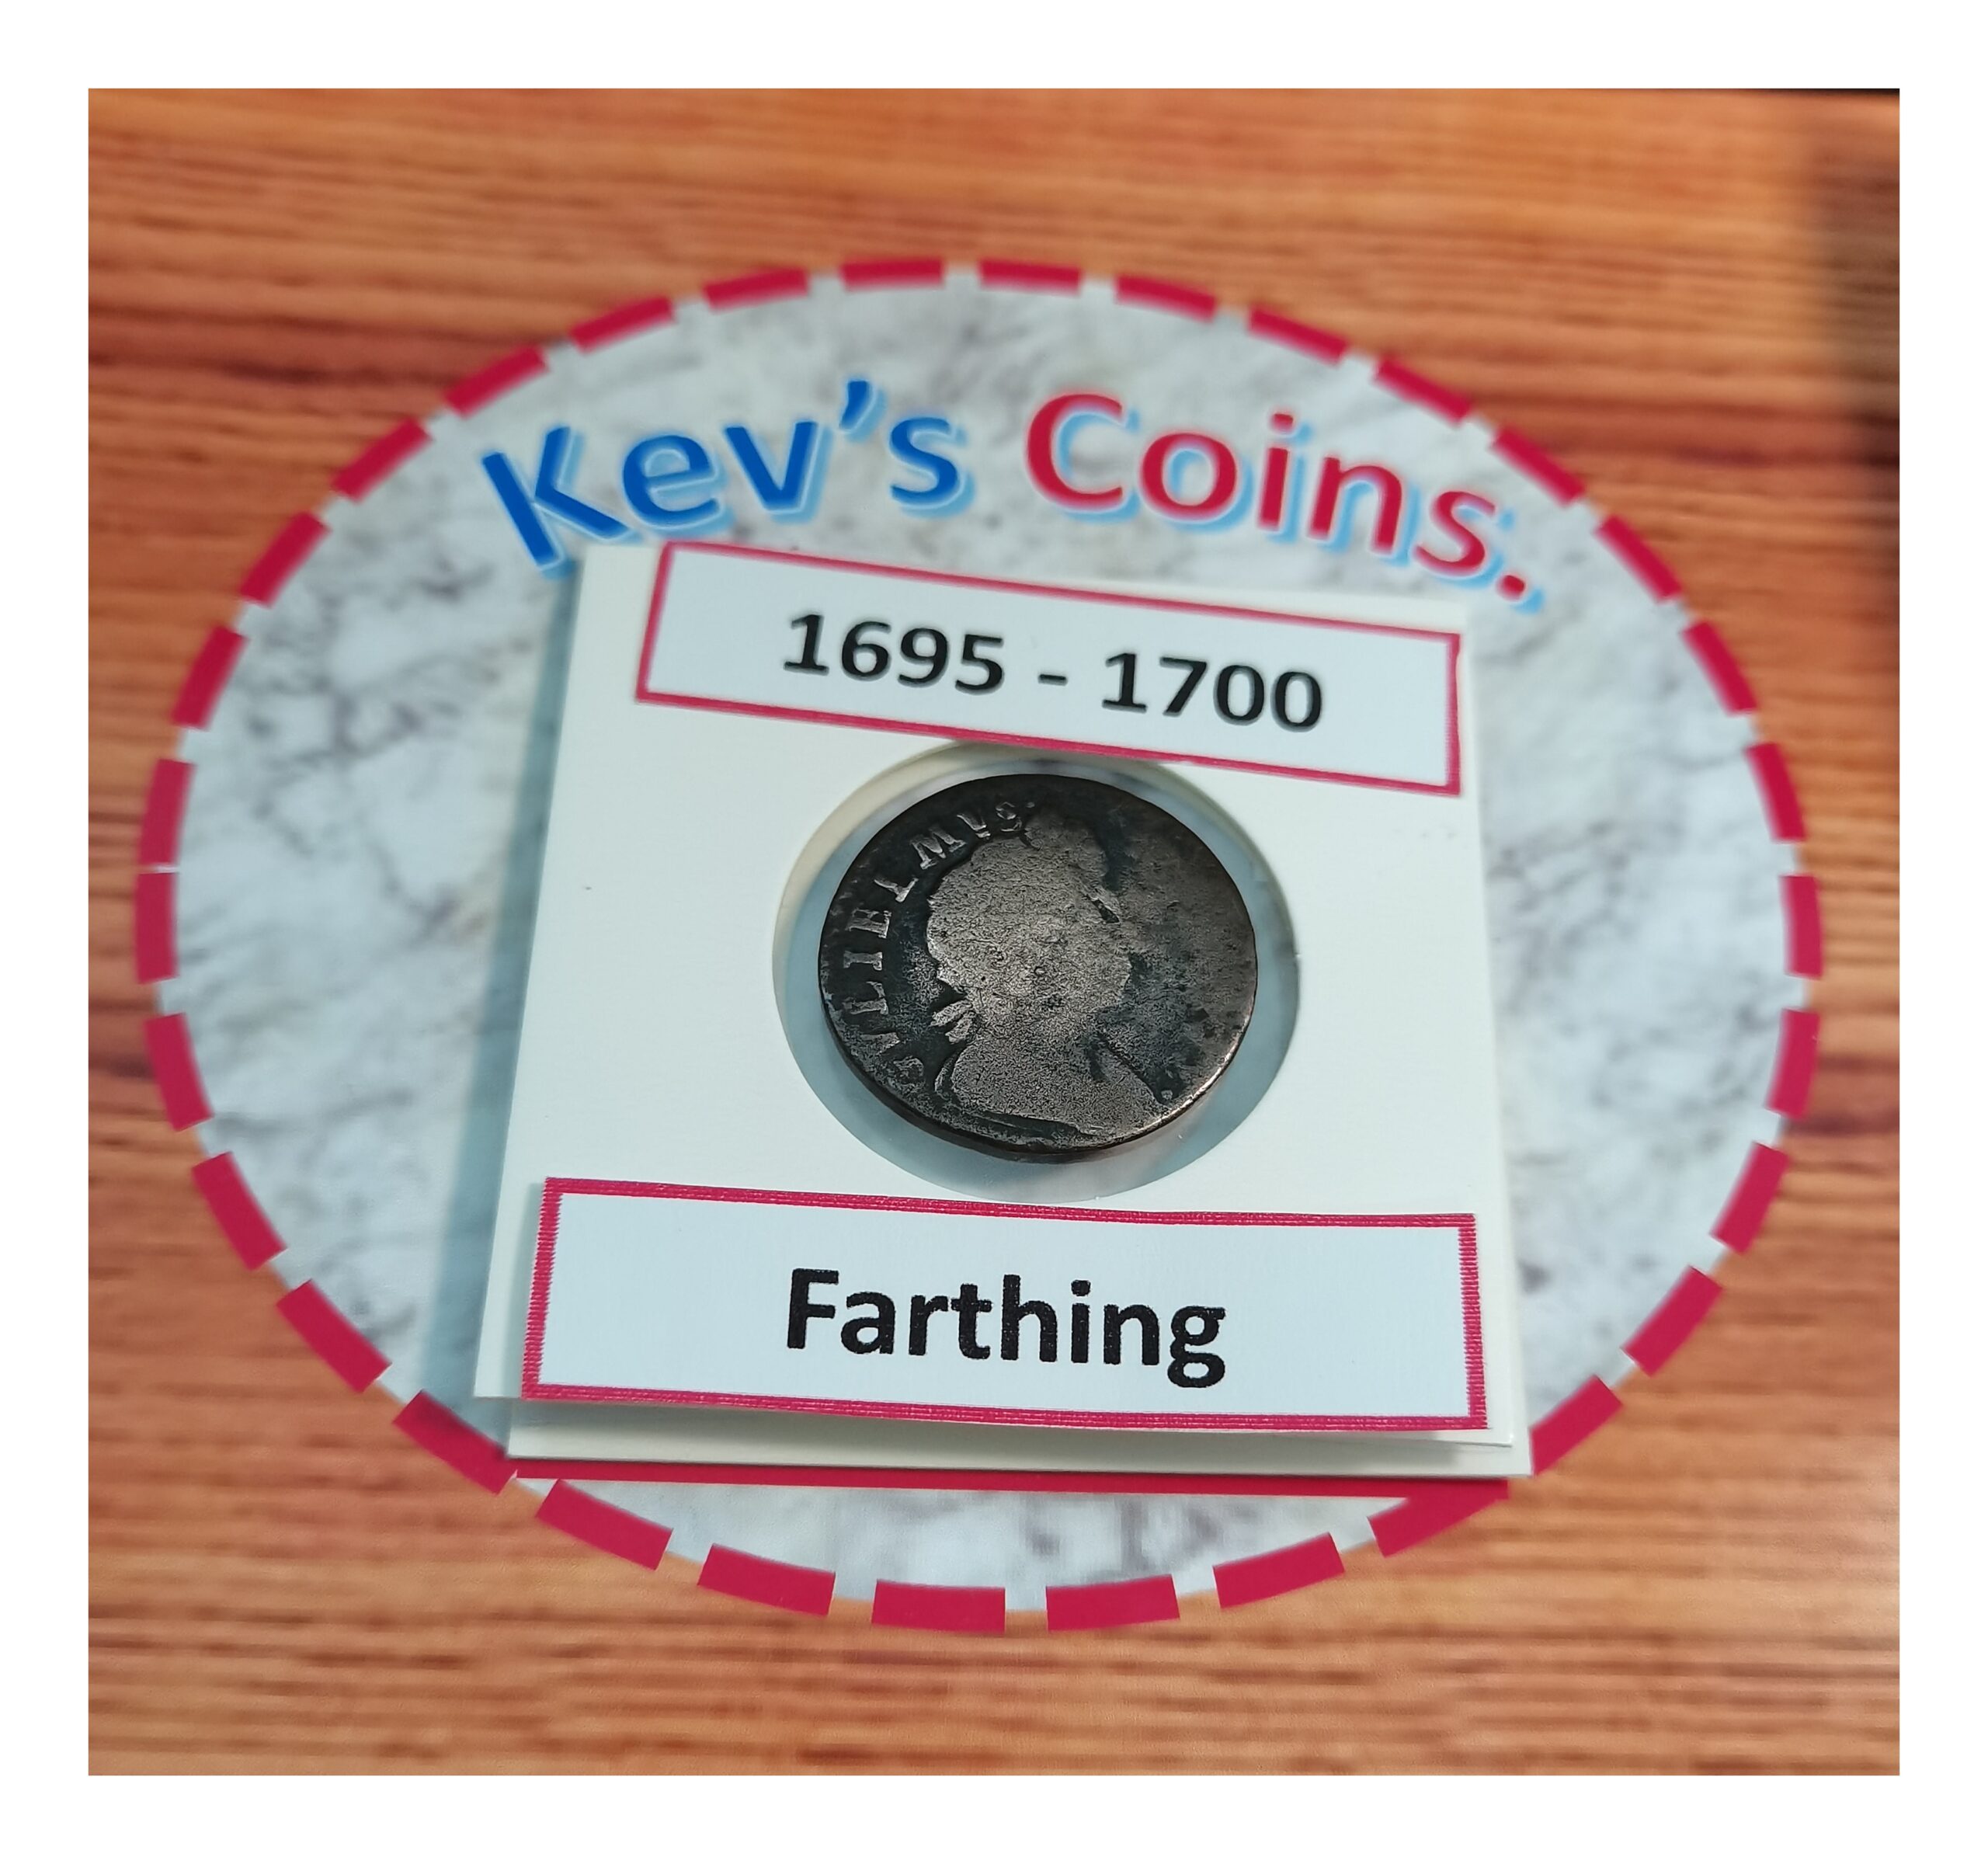 Kev's Coins.
1695 - 1700
GVLIELMVS.
Farthing